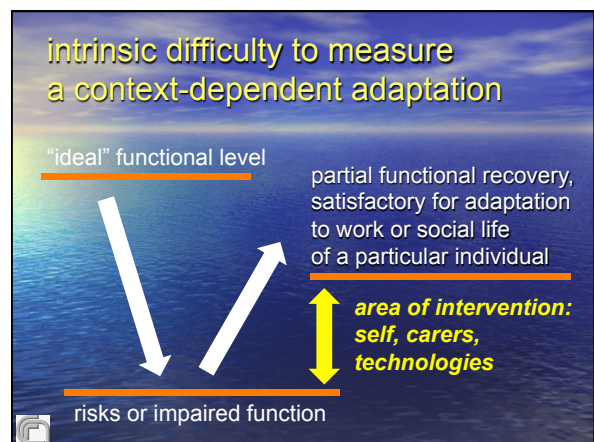 intrinsic difficulty to measure
a context-dependent adaptation
“ideal” functional level
partial functional recovery,
satisfactory for adaptation
to work or social life
of a particular individual
area of intervention:
self, carers,
technologies
risks or impaired function